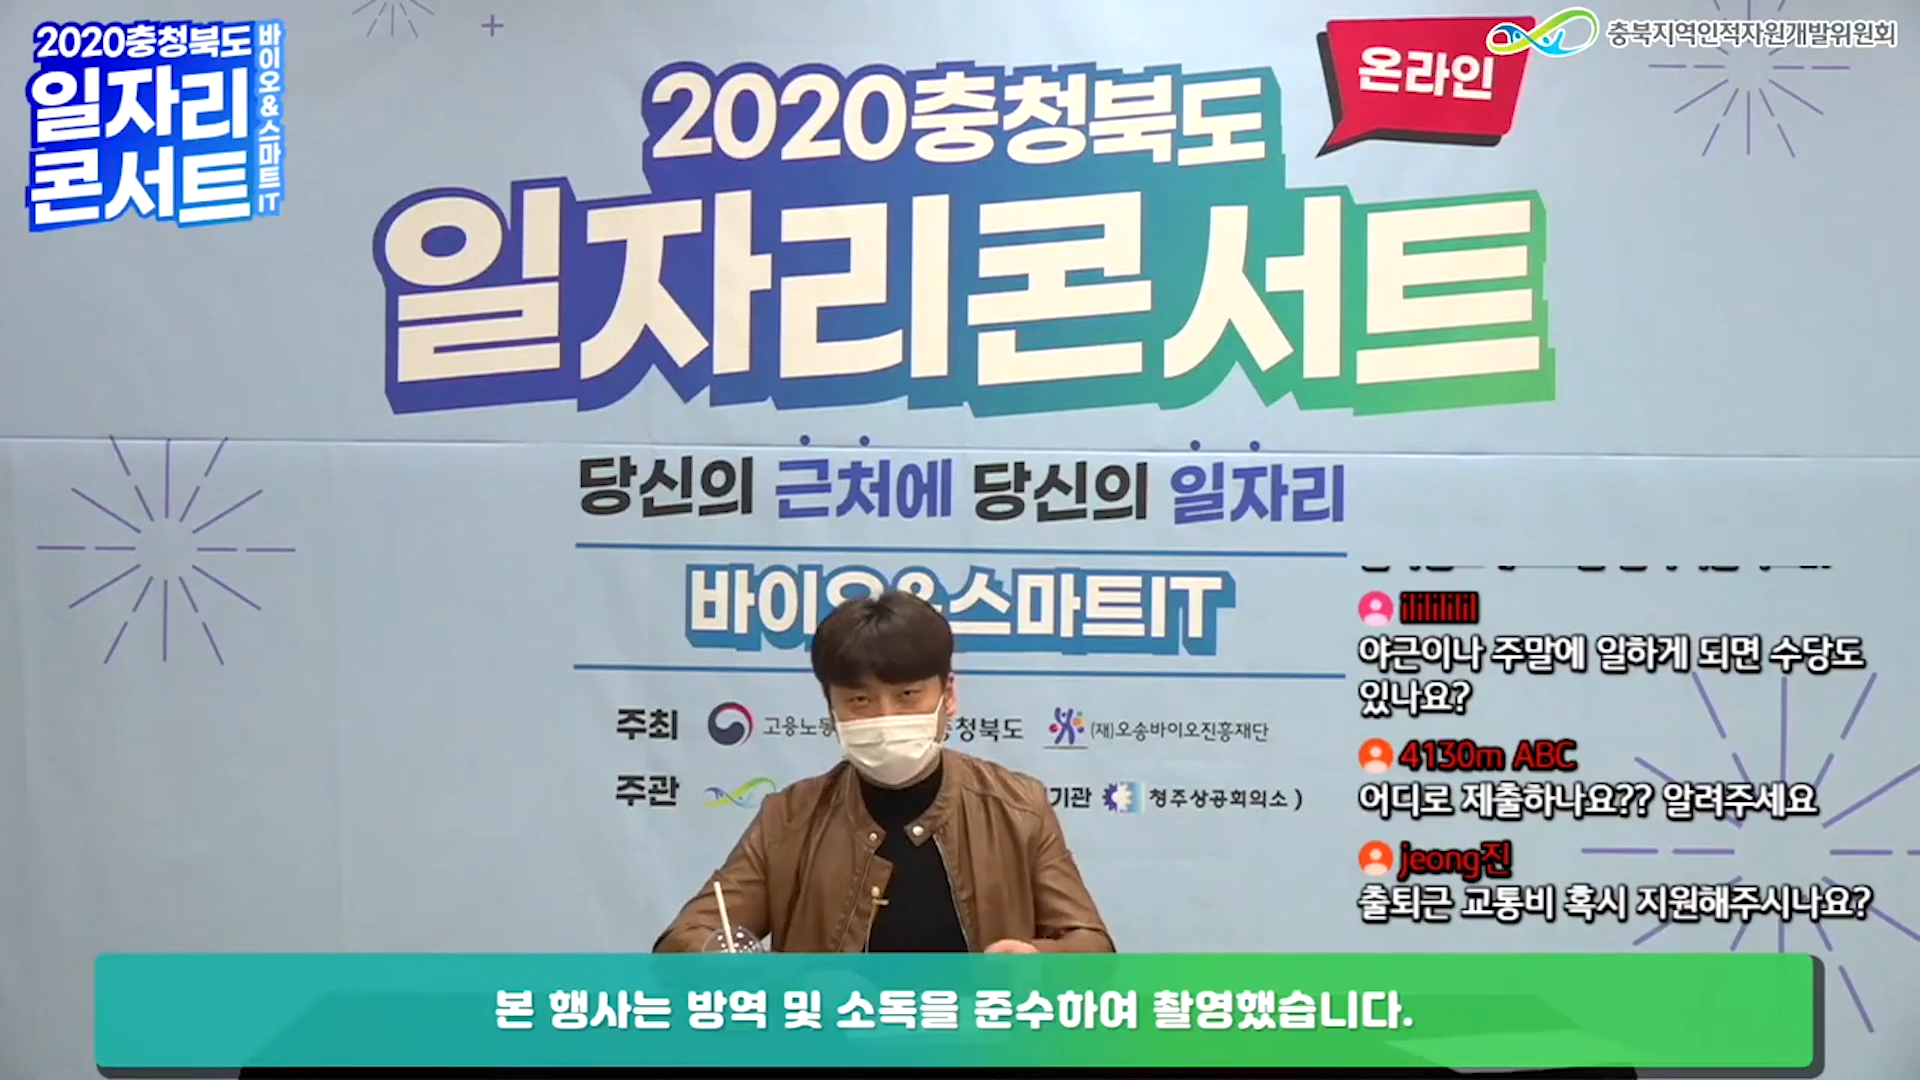 2020충청북도
일자리
콘서트
바이오&스마트IT
충북지역인적자원개발위원회
온라인
2020충청북도
일자리콘서트
당신의 근처에 당신의 일자리
바이오&스마트IT
주최 고용노동 충청북도 (재)오송바이오진흥재단
주관 기관 청주상공회의소 )
ilililililil
야근이나 주말에 일하게 되면 수당도
있나요?
4130m ABC
어디로 제출하나요?? 알려주세요
jeong진
출퇴근 교통비 혹시 지원해주시나요?
본 행사는 방역 및 소독을 준수하여 촬영했습니다.